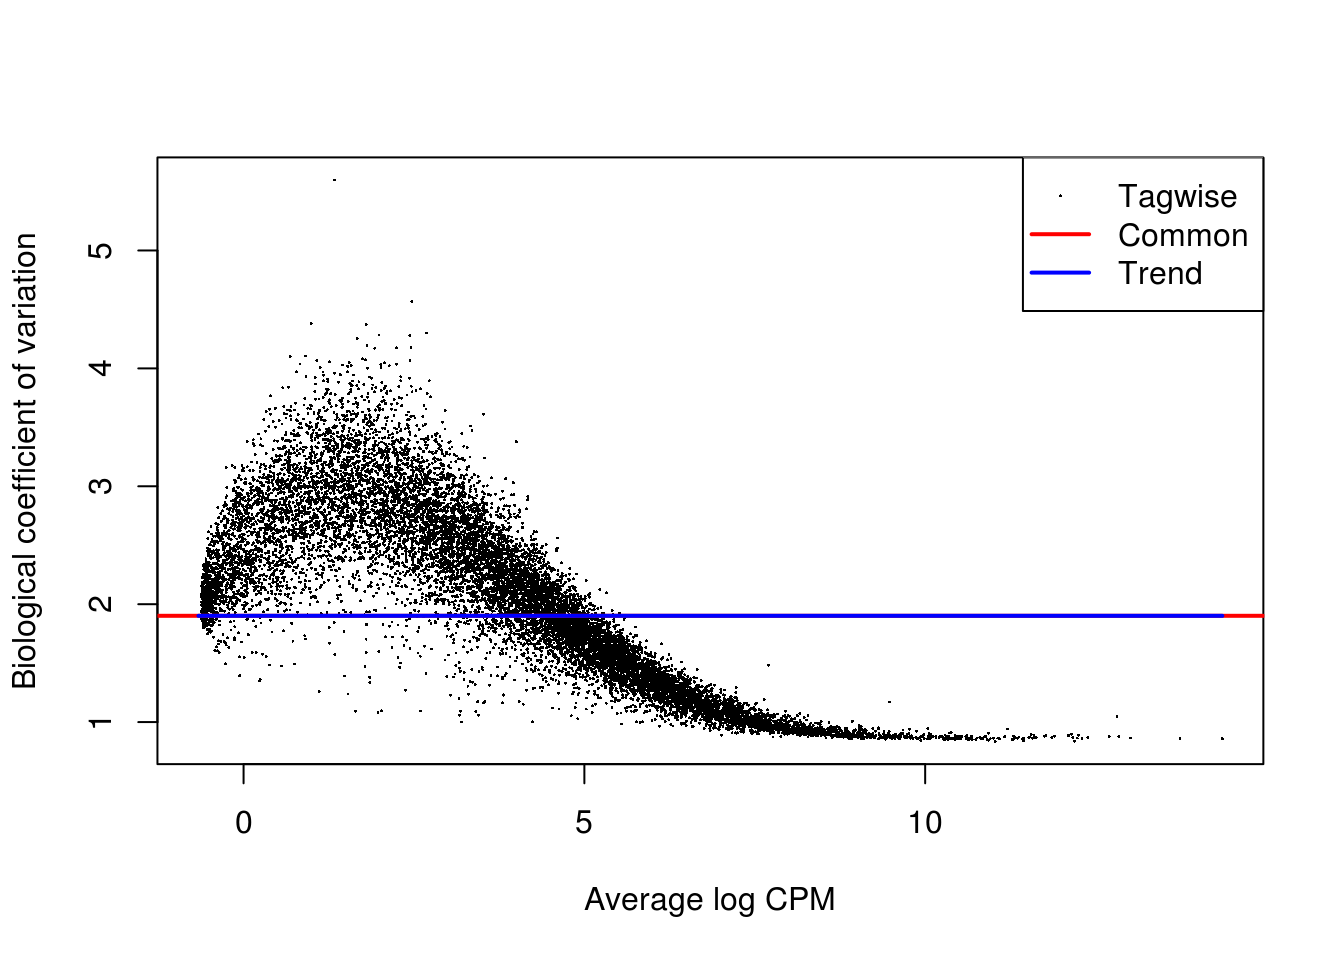 Tagwise
Common
Trend
Biological coefficient of variation
5
4
3
2
1
0 5 10
Average log CPM